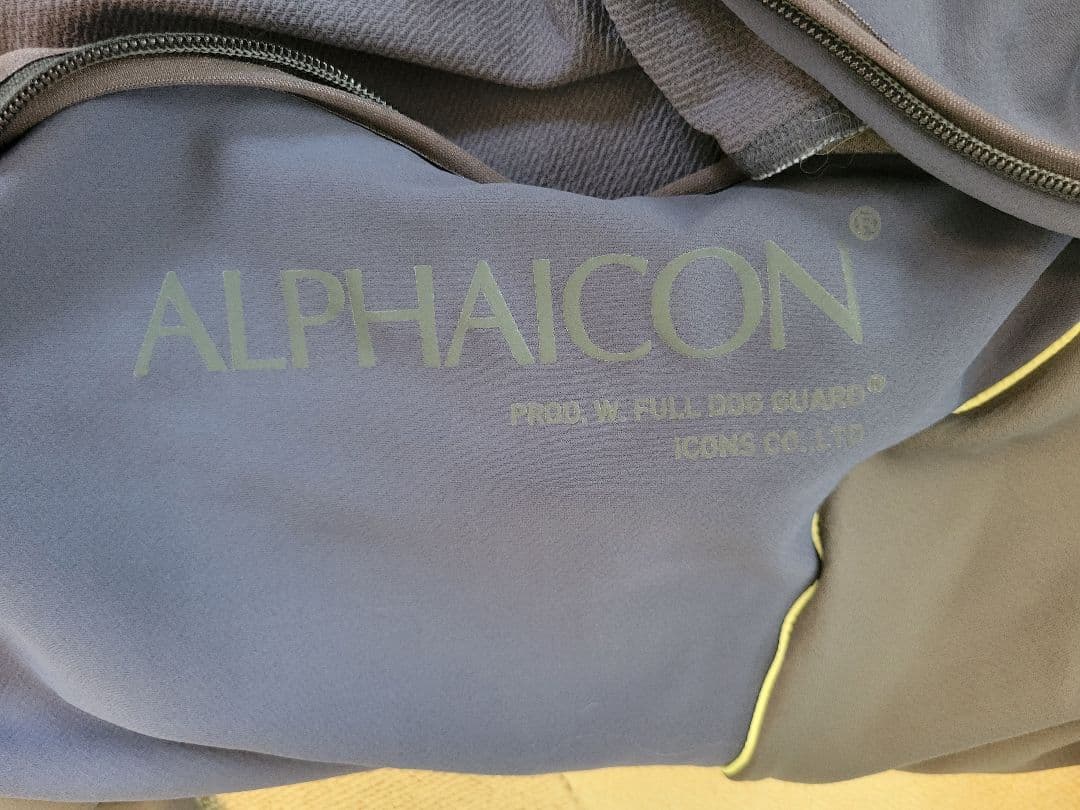 ALPHAICON®
PROD. W. FULL DOG GUARD®
ICONS CO.,LTD